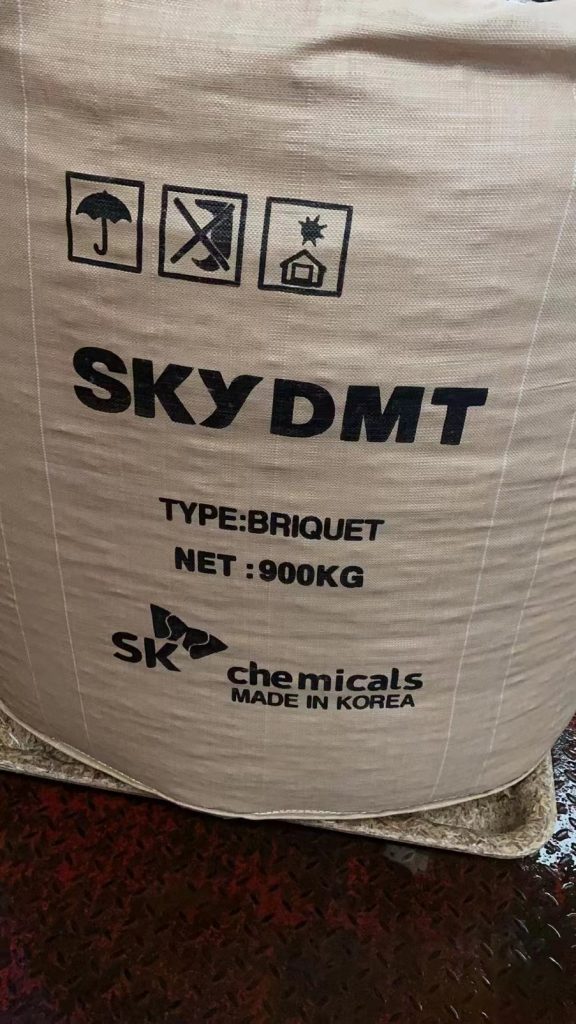 SKYDMT
TYPE:BRIQUET
NET :900KG
SK chemicals
MADE IN KOREA